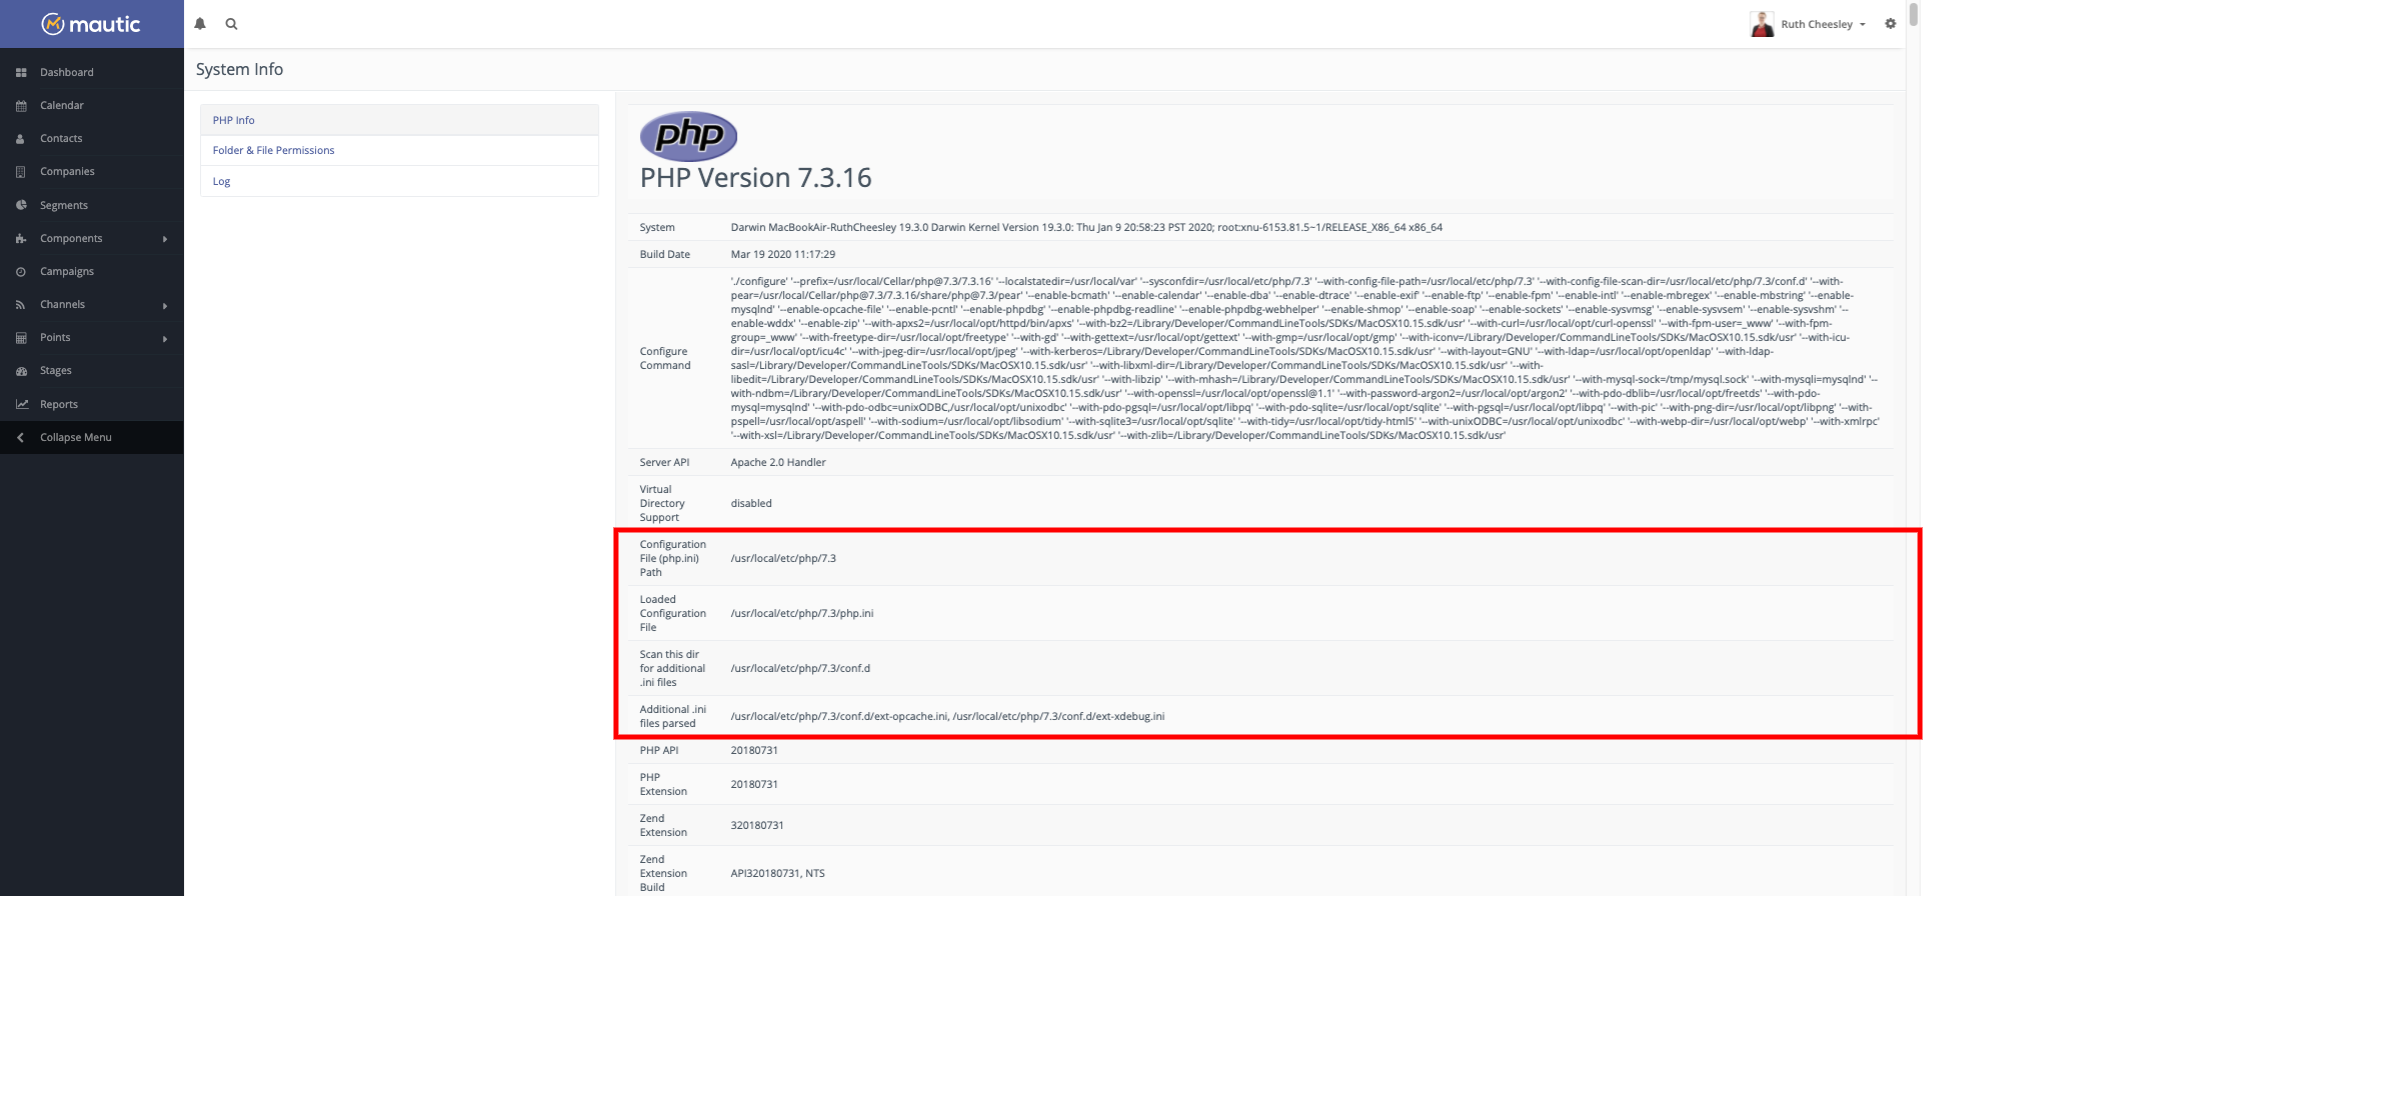 mautic
Ruth Cheesley
Dashboard
Calendar
Contacts
Companies
Segments
Components
Campaigns
Channels
Points
Stages
Reports
Collapse Menu
System Info
PHP Info
Folder & File Permissions
Log
php
PHP Version 7.3.16
System
Darwin MacBookAir-RuthCheesley 19.3.0 Darwin Kernel Version 19.3.0: Thu Jan 9 20:58:23 PST 2020; root:xnu-6153.81.5~1/RELEASE_X86_64 x86_64
Build Date
Mar 19 2020 11:17:29
Configure
Command
'./configure' '--prefix=/usr/local/Cellar/php@7.3/7.3.16' '--localstatedir=/usr/local/var' '--sysconfdir=/usr/local/etc/php/7.3' '--with-config-file-path=/usr/local/etc/php/7.3' '--with-config-file-scan-dir=/usr/local/etc/php/7.3/conf.d' '--with-
pear=/usr/local/Cellar/php@7.3/7.3.16/share/php@7.3/pear' '--enable-bcmath' '--enable-calendar' '--enable-dba' '--enable-dtrace' '--enable-exif' '--enable-ftp' '--enable-fpm' '--enable-intl' '--enable-mbregex' '--enable-mbstring' '--enable-
mysqlnd' '--enable-opcache-file' '--enable-pcntl' '--enable-phpdbg' '--enable-phpdbg-readline' '--enable-phpdbg-webhelper' '--enable-shmop' '--enable-soap' '--enable-sockets' '--enable-sysvmsg' '--enable-sysvsem' '--enable-sysvshm' '--
enable-wddx' '--enable-zip' '--with-apxs2=/usr/local/opt/httpd/bin/apxs' '--with-bz2=/Library/Developer/CommandLineTools/SDKs/MacOSX10.15.sdk/usr' '--with-curl=/usr/local/opt/curl-openssl' '--with-fpm-user=_www' '--with-fpm-
group=_www' '--with-freetype-dir=/usr/local/opt/freetype' '--with-gd' '--with-gettext=/usr/local/opt/gettext' '--with-gmp=/usr/local/opt/gmp' '--with-iconv=/Library/Developer/CommandLineTools/SDKs/MacOSX10.15.sdk/usr' '--with-icu-
dir=/usr/local/opt/icu4c' '--with-jpeg-dir=/usr/local/opt/jpeg' '--with-kerberos=/Library/Developer/CommandLineTools/SDKs/MacOSX10.15.sdk/usr' '--with-layout=GNU' '--with-ldap=/usr/local/opt/openldap' '--with-ldap-
sasl=/Library/Developer/CommandLineTools/SDKs/MacOSX10.15.sdk/usr' '--with-libxml-dir=/Library/Developer/CommandLineTools/SDKs/MacOSX10.15.sdk/usr' '--with-
libedit=/Library/Developer/CommandLineTools/SDKs/MacOSX10.15.sdk/usr' '--with-libzip' '--with-mhash=/Library/Developer/CommandLineTools/SDKs/MacOSX10.15.sdk/usr' '--with-mysql-sock=/tmp/mysql.sock' '--with-mysqli=mysqlnd' '--
with-ndbm=/Library/Developer/CommandLineTools/SDKs/MacOSX10.15.sdk/usr' '--with-openssl=/usr/local/opt/openssl@1.1' '--with-password-argon2=/usr/local/opt/argon2' '--with-pdo-dblib=/usr/local/opt/freetds' '--with-pdo-
mysql=mysqlnd' '--with-pdo-odbc=unixODBC,/usr/local/opt/unixodbc' '--with-pdo-pgsql=/usr/local/opt/libpq' '--with-pdo-sqlite=/usr/local/opt/sqlite' '--with-pgsql=/usr/local/opt/libpq' '--with-pic' '--with-png-dir=/usr/local/opt/libpng' '--with-
pspell=/usr/local/opt/aspell' '--with-sodium=/usr/local/opt/libsodium' '--with-sqlite3=/usr/local/opt/sqlite' '--with-tidy=/usr/local/opt/tidy-html5' '--with-unixODBC=/usr/local/opt/unixodbc' '--with-webp-dir=/usr/local/opt/webp' '--with-xmlrpc'
'--with-xsl=/Library/Developer/CommandLineTools/SDKs/MacOSX10.15.sdk/usr' '--with-zlib=/Library/Developer/CommandLineTools/SDKs/MacOSX10.15.sdk/usr'
Server API
Apache 2.0 Handler
Virtual
Directory
Support
disabled
Configuration
File (php.ini)
Path
/usr/local/etc/php/7.3
Loaded
Configuration
File
/usr/local/etc/php/7.3/php.ini
Scan this dir
for additional
.ini files
/usr/local/etc/php/7.3/conf.d
Additional .ini
files parsed
/usr/local/etc/php/7.3/conf.d/ext-opcache.ini, /usr/local/etc/php/7.3/conf.d/ext-xdebug.ini
PHP API
20180731
PHP
Extension
20180731
Zend
Extension
320180731
Zend
Extension
Build
API320180731, NTS